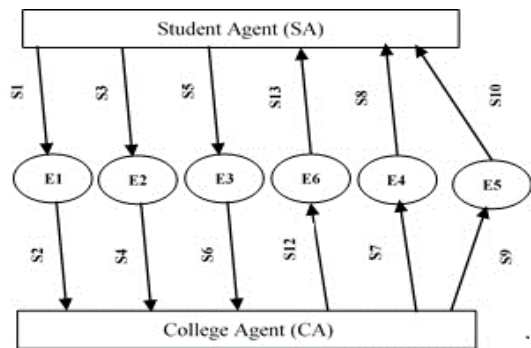 Student Agent (SA)
S1 S3 S5 S13 S8 S10
E1 E2 E3 E6 E4 E5
S2 S4 S6 S12 S7 S9
College Agent (CA)
.